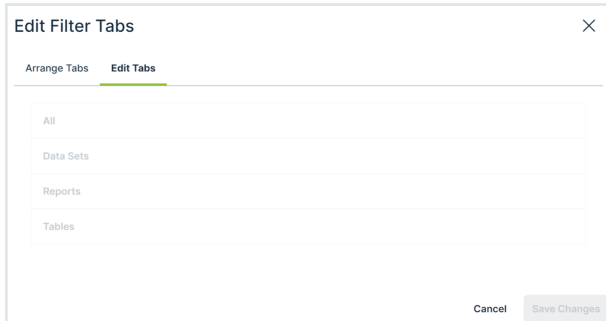 Edit Filter Tabs
Arrange Tabs Edit Tabs
All
Data Sets
Reports
Tables
Cancel Save Changes